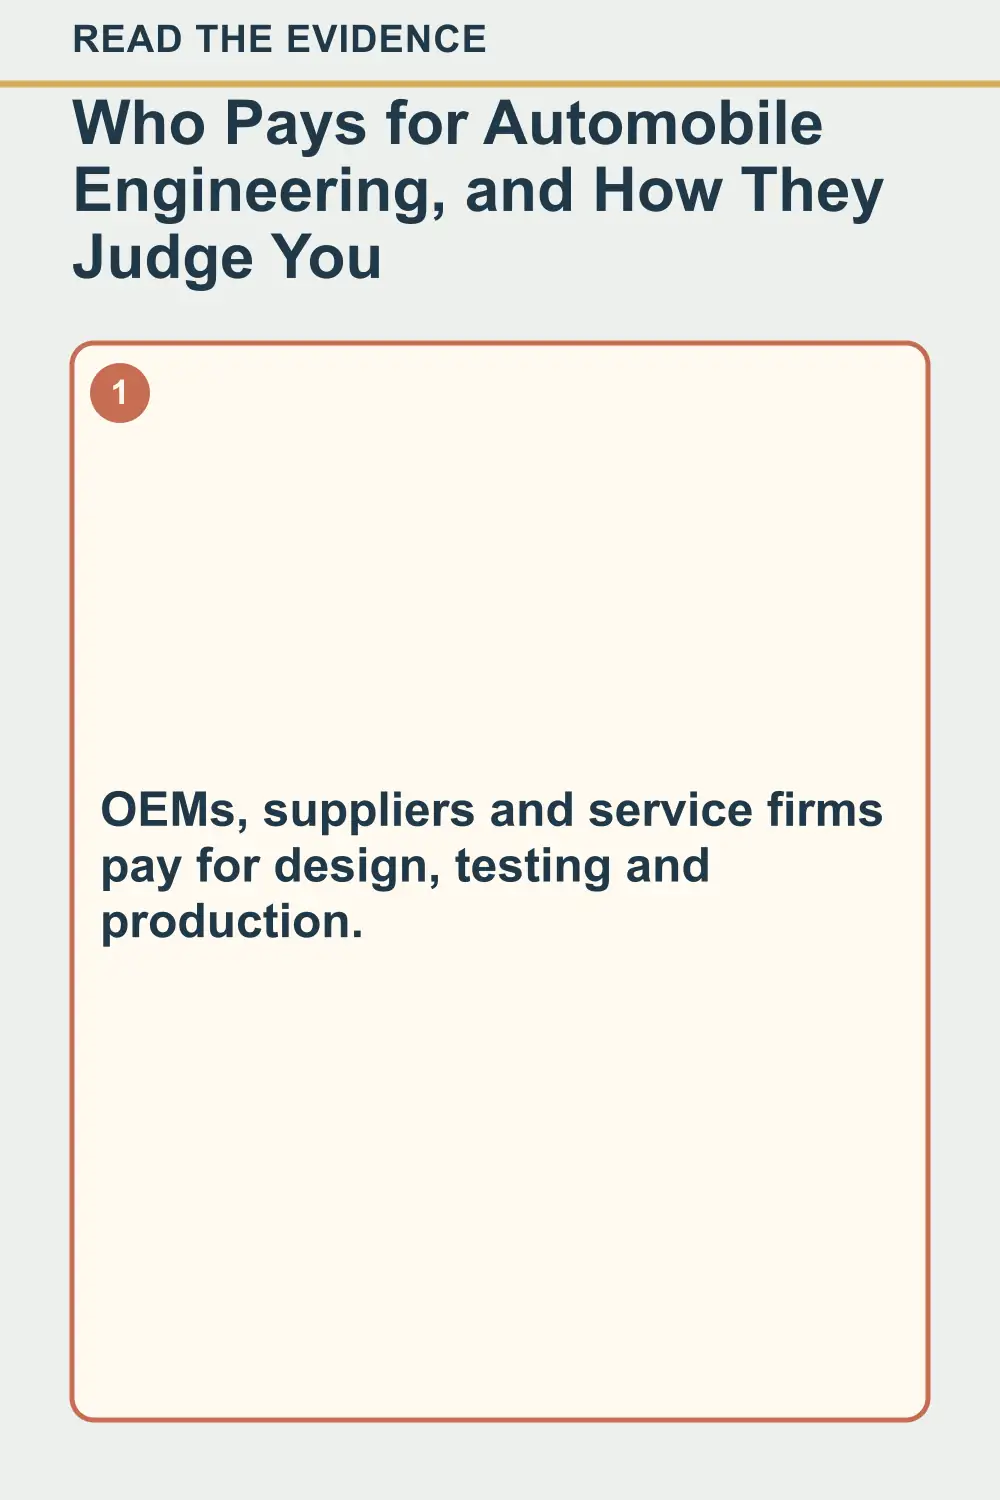 READ THE EVIDENCE
Who Pays for Automobile
Engineering, and How They
Judge You
1
OEMs, suppliers and service firms
pay for design, testing and
production.